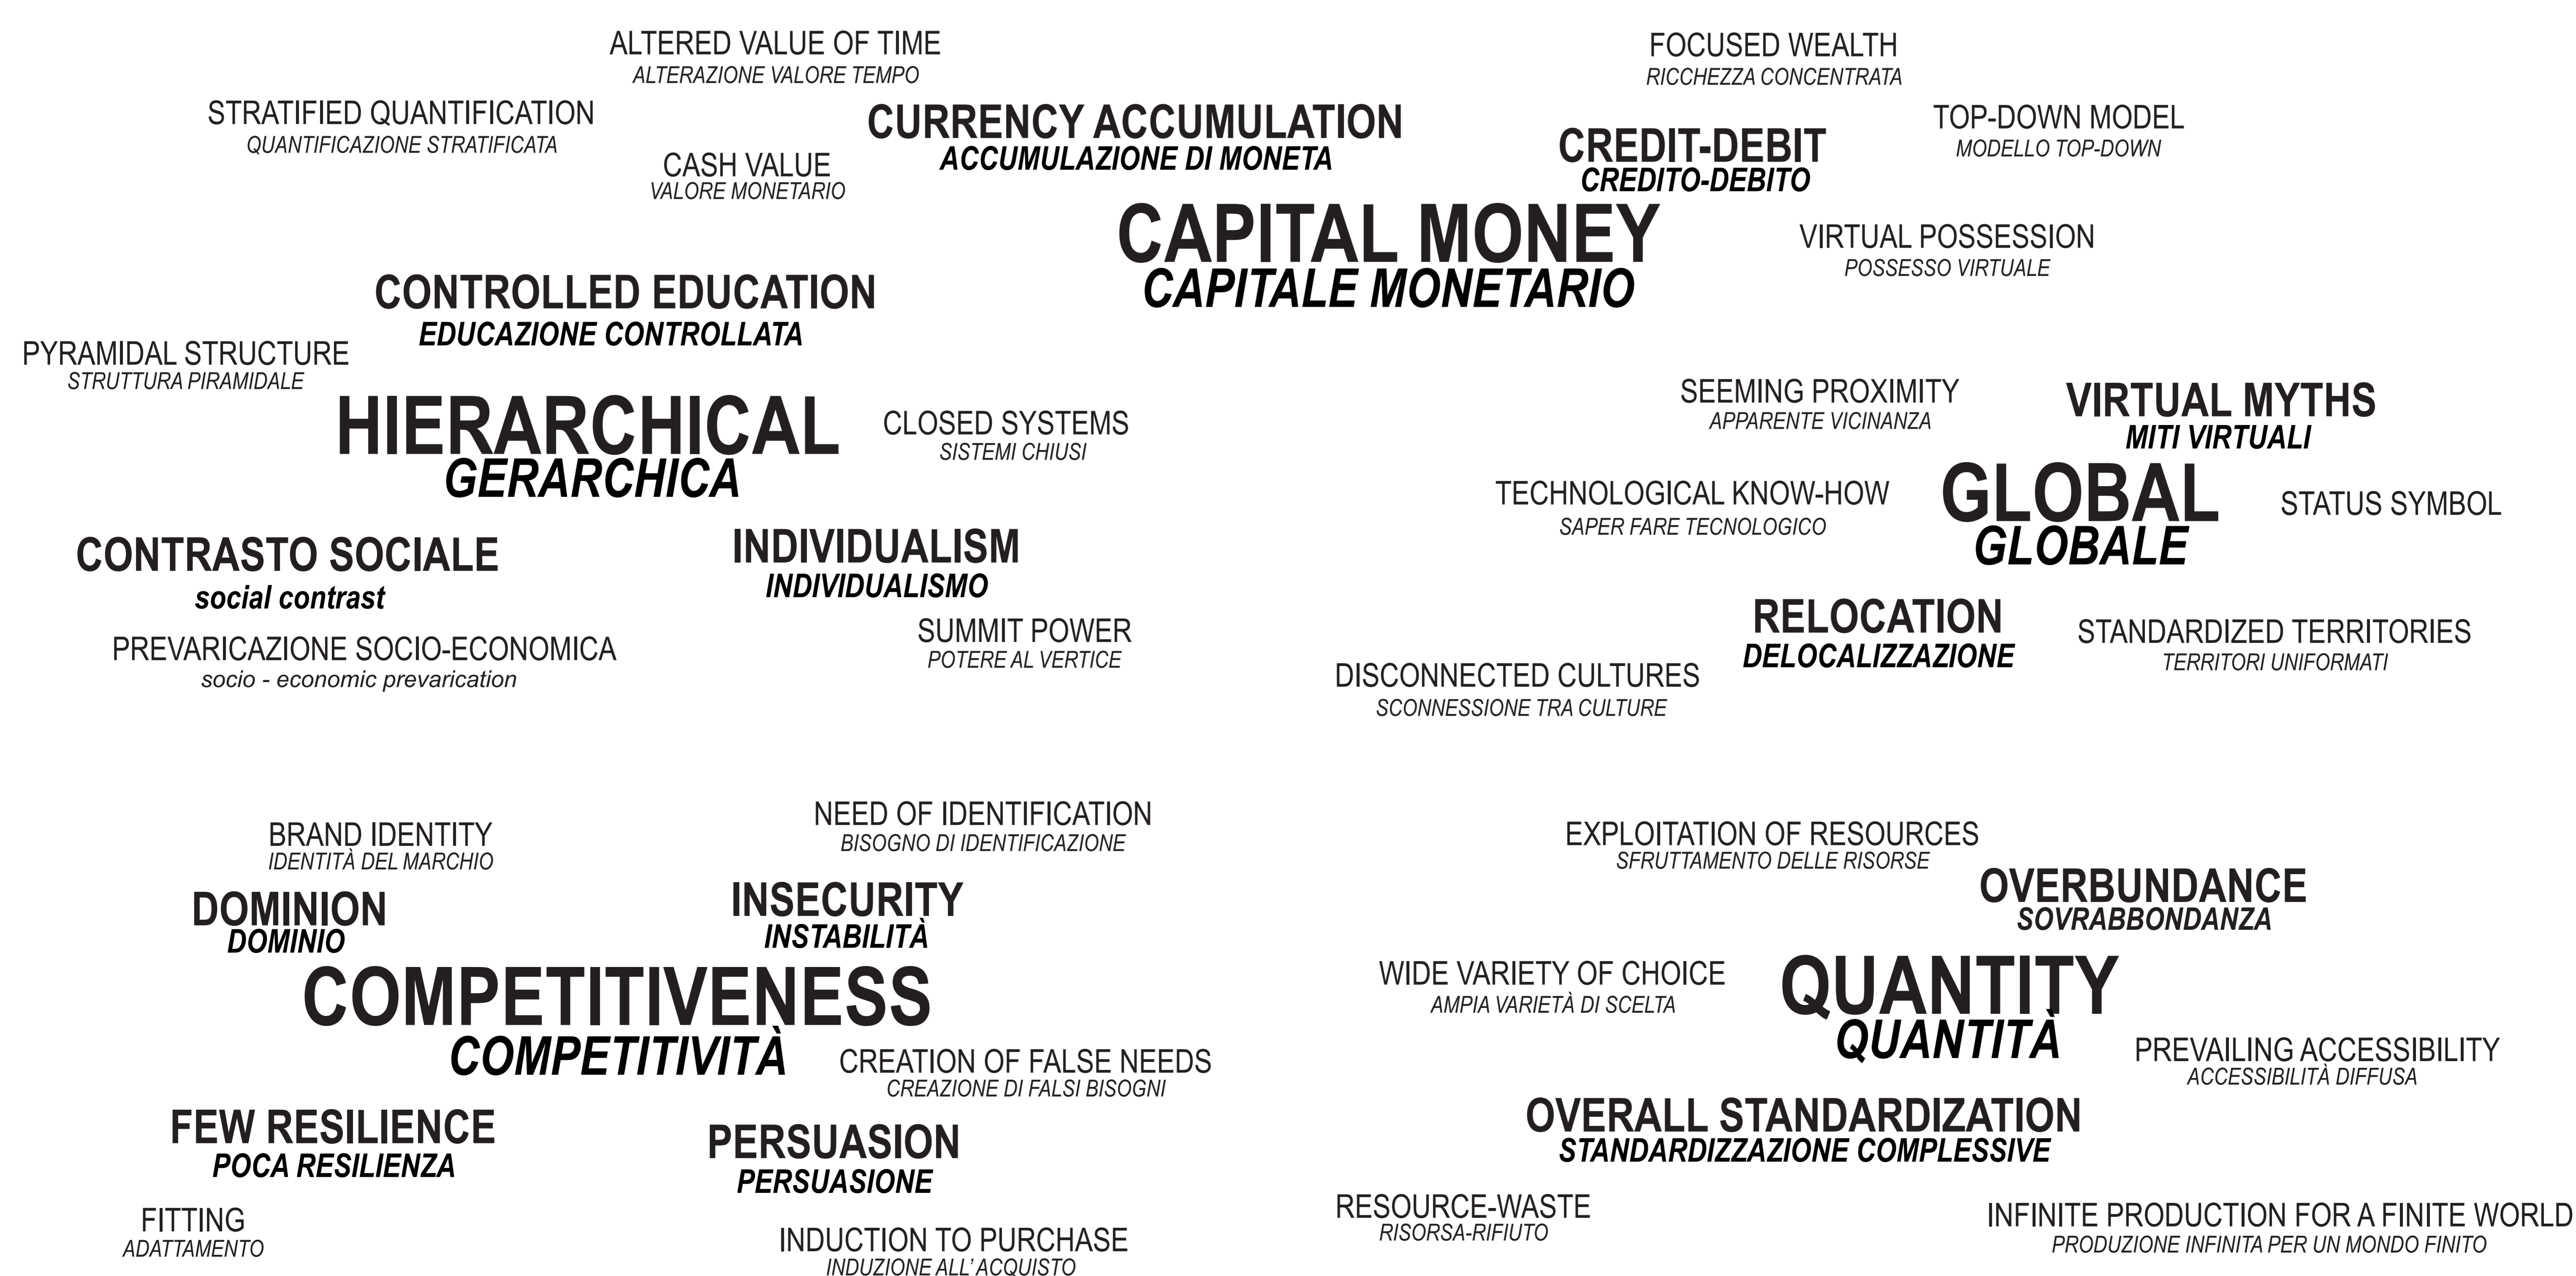 ALTERED VALUE OF TIME
ALTERAZIONE VALORE TEMPO
STRATIFIED QUANTIFICATION
QUANTIFICAZIONE STRATIFICATA
CASH VALUE
VALORE MONETARIO
CURRENCY ACCUMULATION
ACCUMULAZIONE DI MONETA
FOCUSED WEALTH
RICCHEZZA CONCENTRATA
CREDIT-DEBIT
CREDITO-DEBITO
TOP-DOWN MODEL
MODELLO TOP-DOWN
CAPITAL MONEY
CAPITALE MONETARIO
VIRTUAL POSSESSION
POSSESSO VIRTUALE
CONTROLLED EDUCATION
EDUCAZIONE CONTROLLATA
PYRAMIDAL STRUCTURE
STRUTTURA PIRAMIDALE
HIERARCHICAL
GERARCHICA
CLOSED SYSTEMS
SISTEMI CHIUSI
CONTRASTO SOCIALE
social contrast
INDIVIDUALISM
INDIVIDUALISMO
PREVARICAZIONE SOCIO-ECONOMICA
socio - economic prevarication
SUMMIT POWER
POTERE AL VERTICE
SEEMING PROXIMITY
APPARENTE VICINANZA
VIRTUAL MYTHS
MITI VIRTUALI
TECHNOLOGICAL KNOW-HOW
SAPER FARE TECNOLOGICO
GLOBAL
GLOBALE
STATUS SYMBOL
RELOCATION
DELOCALIZZAZIONE
STANDARDIZED TERRITORIES
TERRITORI UNIFORMATI
DISCONNECTED CULTURES
SCONNESSIONE TRA CULTURE
BRAND IDENTITY
IDENTITÀ DEL MARCHIO
NEED OF IDENTIFICATION
BISOGNO DI IDENTIFICAZIONE
DOMINION
DOMINIO
INSECURITY
INSTABILITÀ
COMPETITIVENESS
COMPETITIVITÀ
CREATION OF FALSE NEEDS
CREAZIONE DI FALSI BISOGNI
FEW RESILIENCE
POCA RESILIENZA
PERSUASION
PERSUASIONE
FITTING
ADATTAMENTO
INDUCTION TO PURCHASE
INDUZIONE ALL' ACQUISTO
EXPLOITATION OF RESOURCES
SFRUTTAMENTO DELLE RISORSE
OVERBUNDANCE
SOVRABBONDANZA
WIDE VARIETY OF CHOICE
AMPIA VARIETÀ DI SCELTA
QUANTITY
QUANTITÀ
PREVAILING ACCESSIBILITY
ACCESSIBILITÀ DIFFUSA
OVERALL STANDARDIZATION
STANDARDIZZAZIONE COMPLESSIVE
RESOURCE-WASTE
RISORSA-RIFIUTO
INFINITE PRODUCTION FOR A FINITE WORLD
PRODUZIONE INFINITA PER UN MONDO FINITO